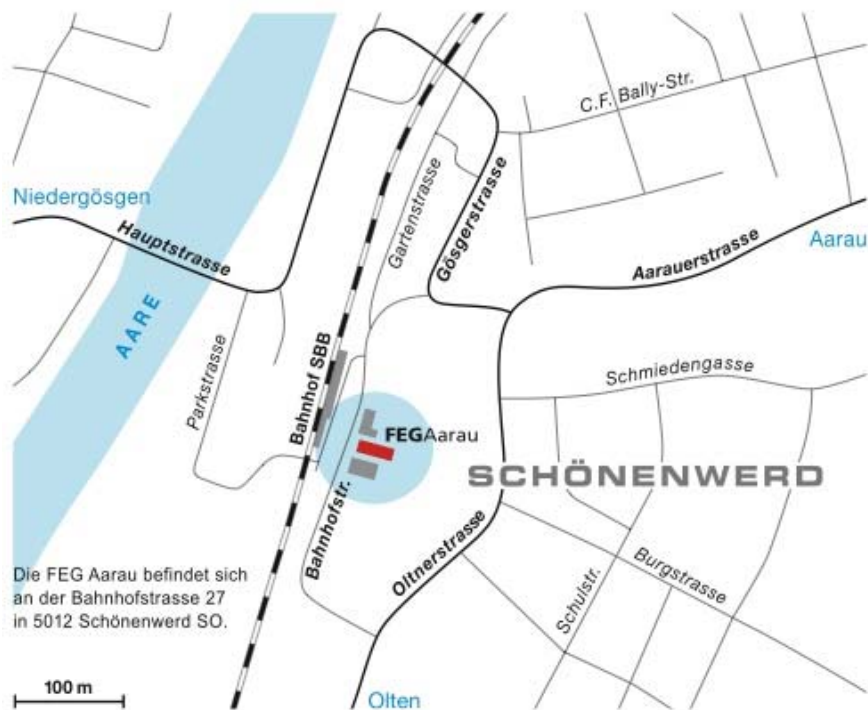 C.F. Bally-Str.
Niedergösgen
Hauptstrasse
Gartenstrasse
Gösgerstrasse
Aarauerstrasse
Aarau
AARE
Parkstrasse
Bahnhof SBB
Schmiedengasse
FEGAarau
SCHÖNENWERD
Bahnhofstr.
Oltnerstrasse
Schulstr.
Burgstrasse
Die FEG Aarau befindet sich
an der Bahnhofstrasse 27
in 5012 Schönenwerd SO.
100 m
Olten